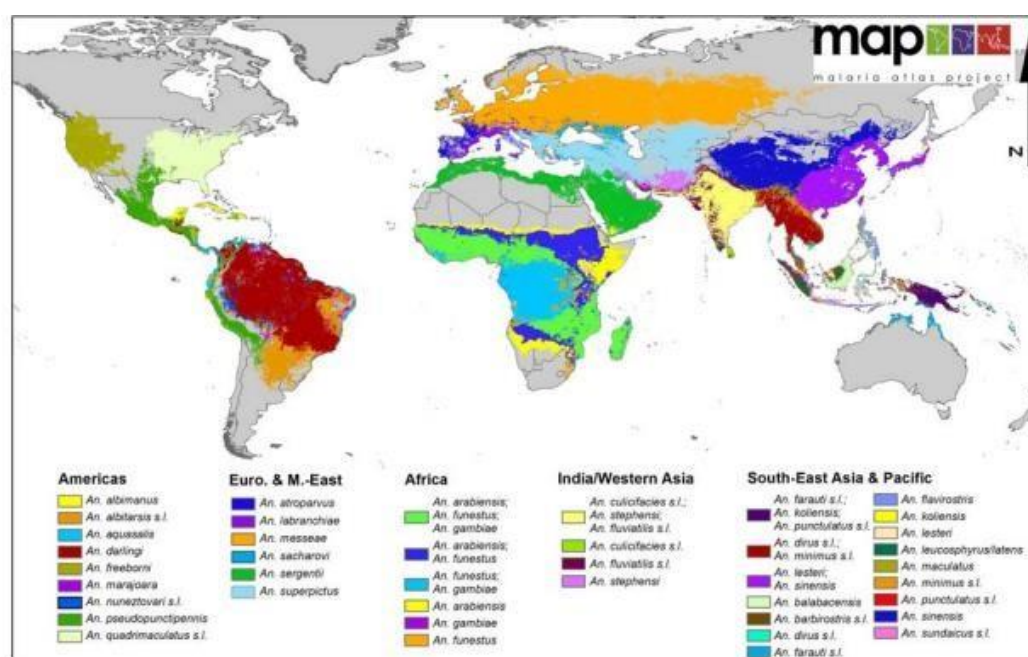 map
malaria atlas project
N
Americas
An. albimanus
An. albitarsis s.l.
An. aquasalis
An. darlingi
An. freeborni
An. marajoara
An. nuneztovari s.l.
An. pseudopunctipennis
An. quadrimaculatus s.l.
Euro. & M.-East
An. atroparvus
An. labranchiae
An. messeae
An. sacharovi
An. sergentii
An. superpictus
Africa
An. arabiensis;
An. funestus;
An. gambiae
An. arabiensis;
An. funestus
An. funestus;
An. gambiae
An. arabiensis
An. gambiae
An. funestus
India/Western Asia
An. culicifacies s.l.;
An. stephensi;
An. fluviatilis s.l.
An. culicifacies s.l.
An. fluviatilis s.l.
An. stephensi
South-East Asia & Pacific
An. farauti s.l.;
An. koliensis;
An. punctulatus s.l.
An. dirus s.l.;
An. minimus s.l.
An. lesteri;
An. sinensis
An. balabacensis
An. barbirostris s.l.
An. dirus s.l.
An. farauti s.l.
An. flavirostris
An. koliensis
An. lesteri
An. leucosphyrus/latens
An. maculatus
An. minimus s.l.
An. punctulatus s.l.
An. sinensis
An. sundaicus s.l.